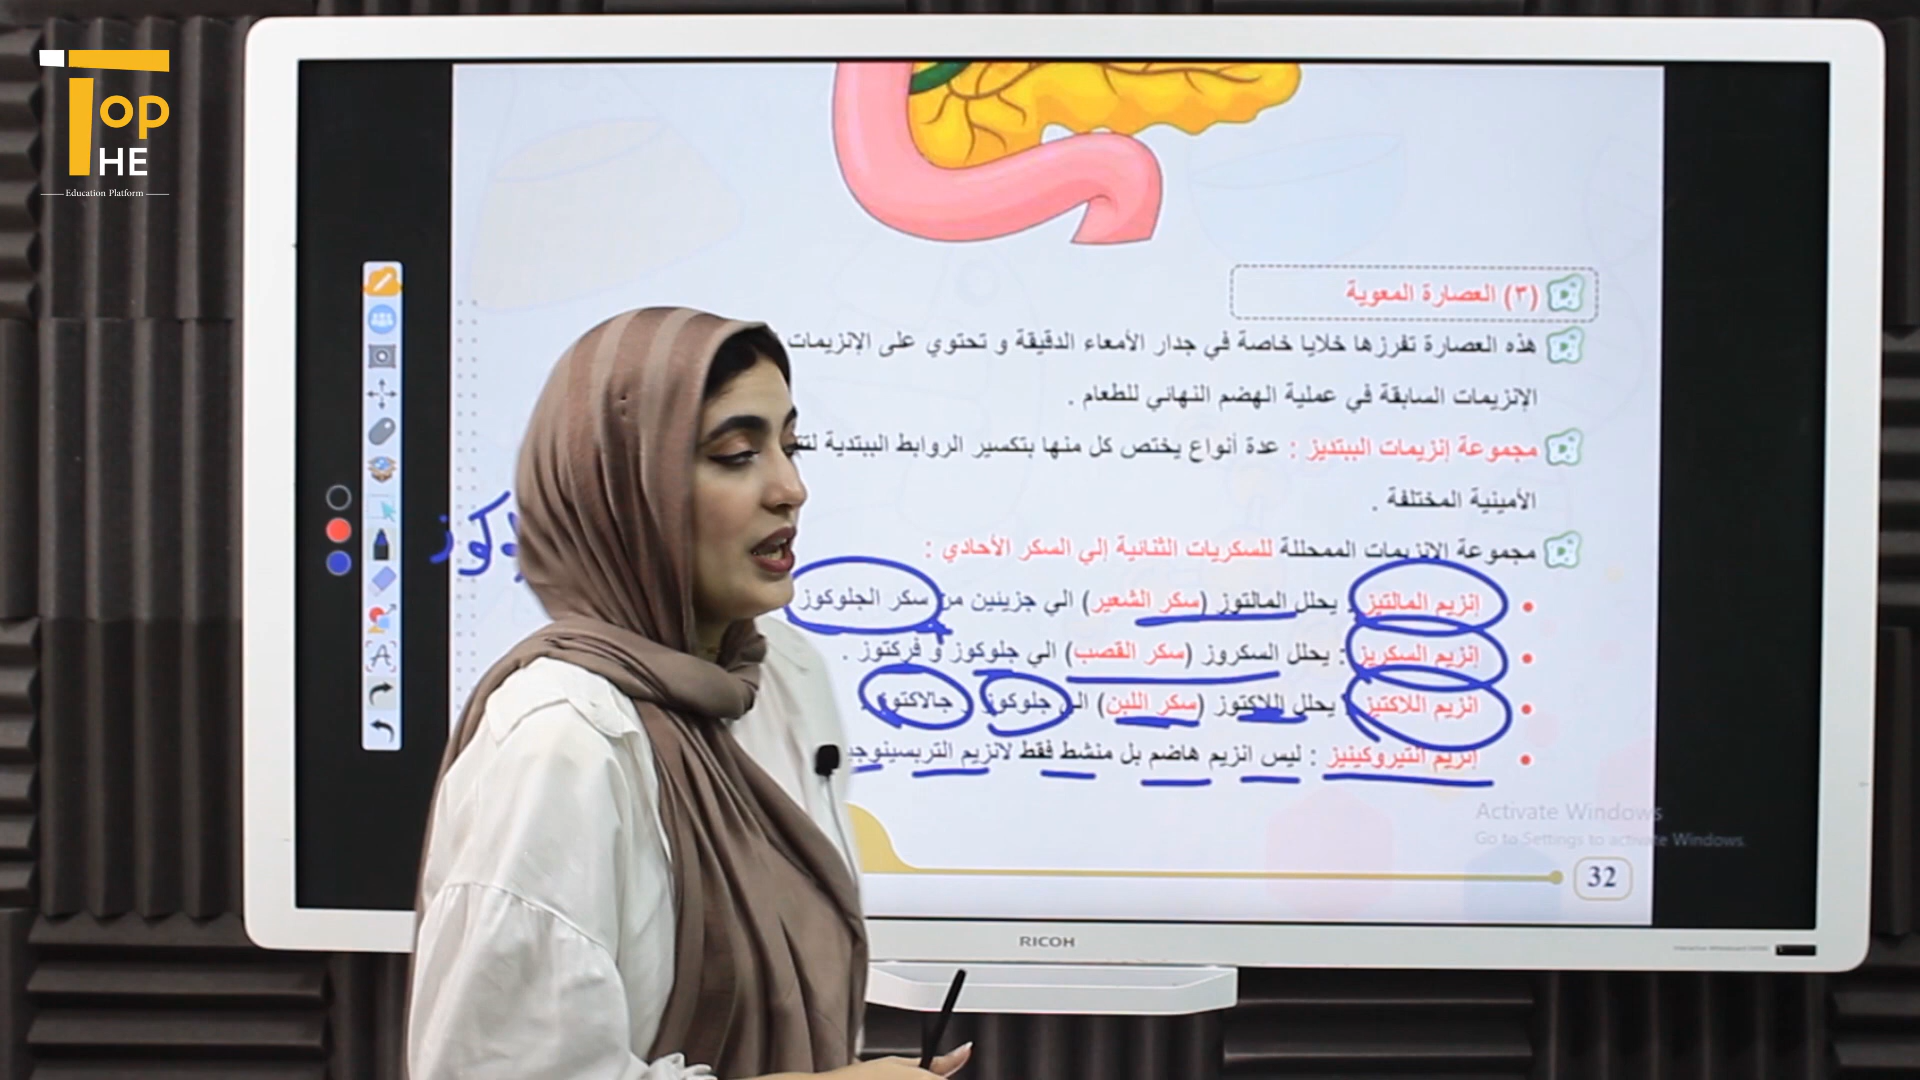 Top
THE
Education Platform
(٣) العصارة المعوية
هذه العصارة تفرزها خلايا خاصة في جدار الأمعاء الدقيقة و تحتوي على الإنزيمات
الإنزيمات السابقة في عملية الهضم النهائي للطعام .
مجموعة إنزيمات الببتديز : عدة أنواع يختص كل منها بتكسير الروابط الببتدية
الأمينية المختلفة .
مجموعة الإنزيمات المحللة للسكريات الثنائية إلي السكر الأحادي :
إنزيم المالتيز : يحلل المالتوز (سكر الشعير) الي جزيئين من سكر الجلوكوز
إنزيم السكريز : يحلل السكروز (سكر القصب) الي جلوكوز و فركتوز .
انزيم اللاكتيز : يحلل اللاكتوز (سكر اللبن) الي جلوكوز جالاكتوز
إنزيم التيروكينيز : ليس انزيم هاضم بل منشط فقط لانزيم
Activate Windows
Go to Settings to activate Windows.
32
RICOH